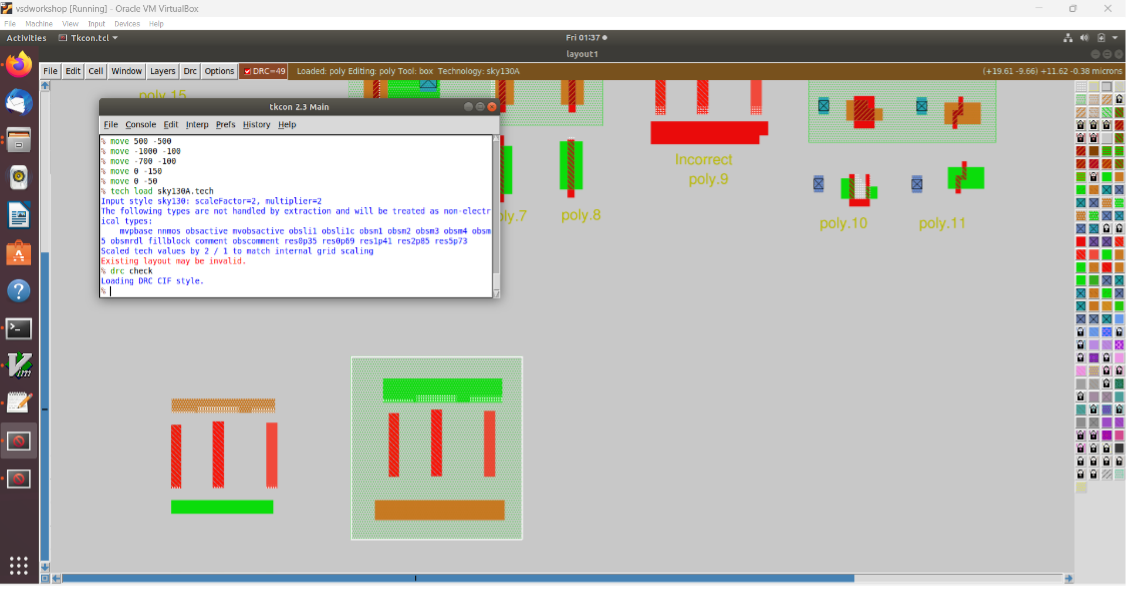 vsdworkshop [Running] - Oracle VM VirtualBox
File Machine View Input Devices Help
Activities Tkcon.tcl Fri 01:37
layout1
File Edit Cell Window Layers Drc Options DRC=49 Loaded: poly Editing: poly Tool: box Technology: sky130A (+19.61 -9.66) +11.62 -0.38 microns
poly.15
tkcon 2.3 Main
File Console Edit Interp Prefs History Help
% move 500 -500
% move -1000 -100
% move -700 -100
% move 0 -150
% move 0 -50
% tech load sky130A.tech
Input style sky130: scaleFactor=2, multiplier=2
The following types are not handled by extraction and will be treated as non-electr
ical types:
mvpbase nnmos obsactive mvobsactive obsli1 obsli1c obsm1 obsm2 obsm3 obsm4 obsm
5 obsmrdl fillblock comment obscomment res0p35 res0p69 res1p41 res2p85 res5p73
Scaled tech values by 2 / 1 to match internal grid scaling
Existing layout may be invalid.
% drc check
Loading DRC CIF style.
%
ly.7
poly.8
Incorrect
poly.9
poly.10
poly.11